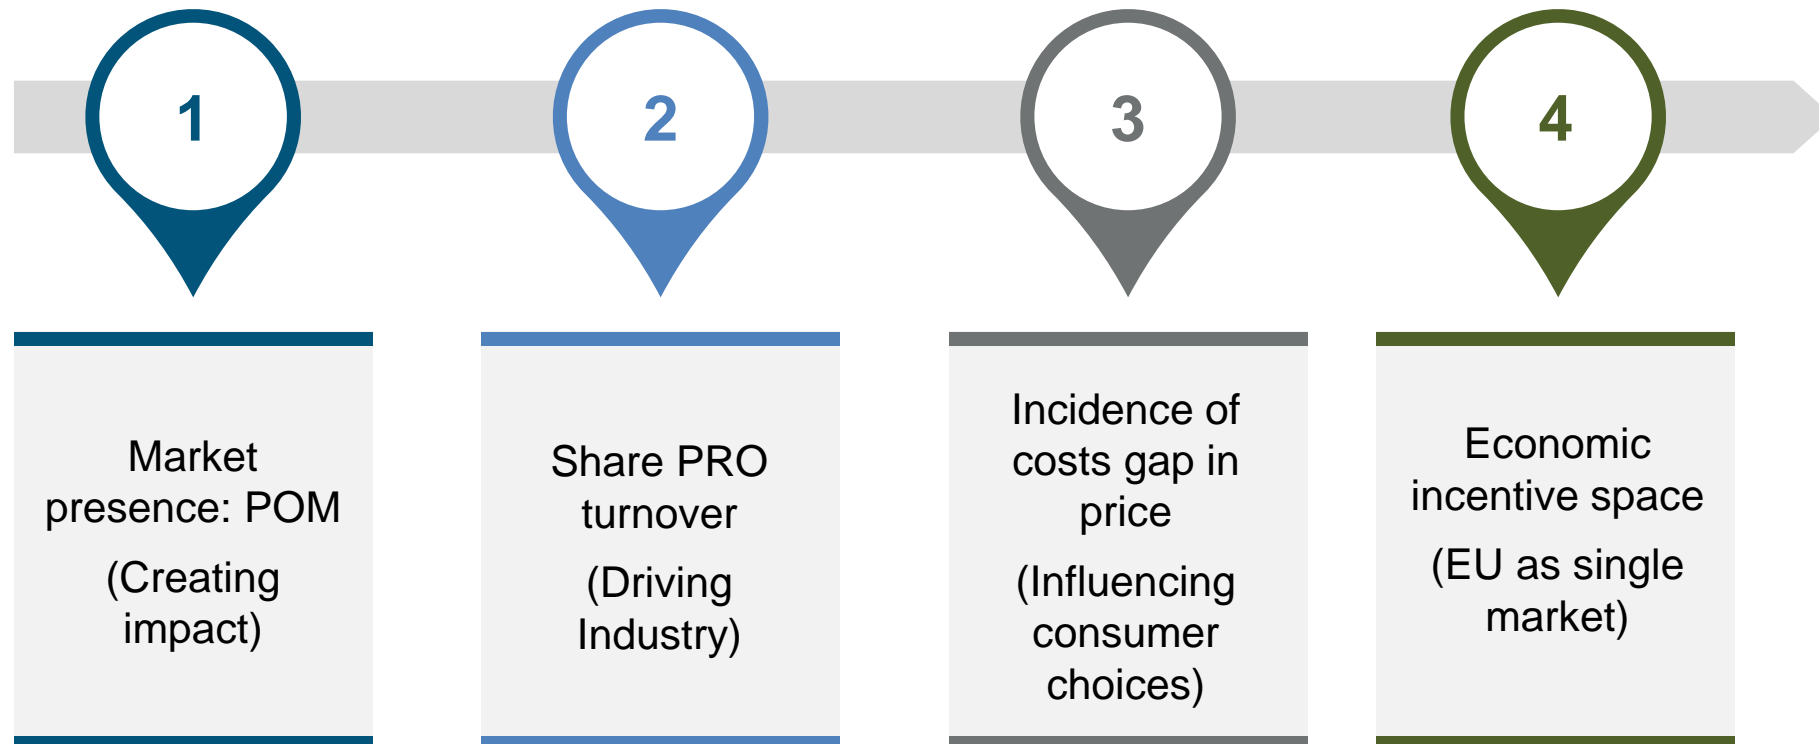 1
2
3
4
Market
presence: POM
(Creating
impact)
Share PRO
turnover
(Driving
Industry)
Incidence of
costs gap in
price
(Influencing
consumer
choices)
Economic
incentive space
(EU as single
market)